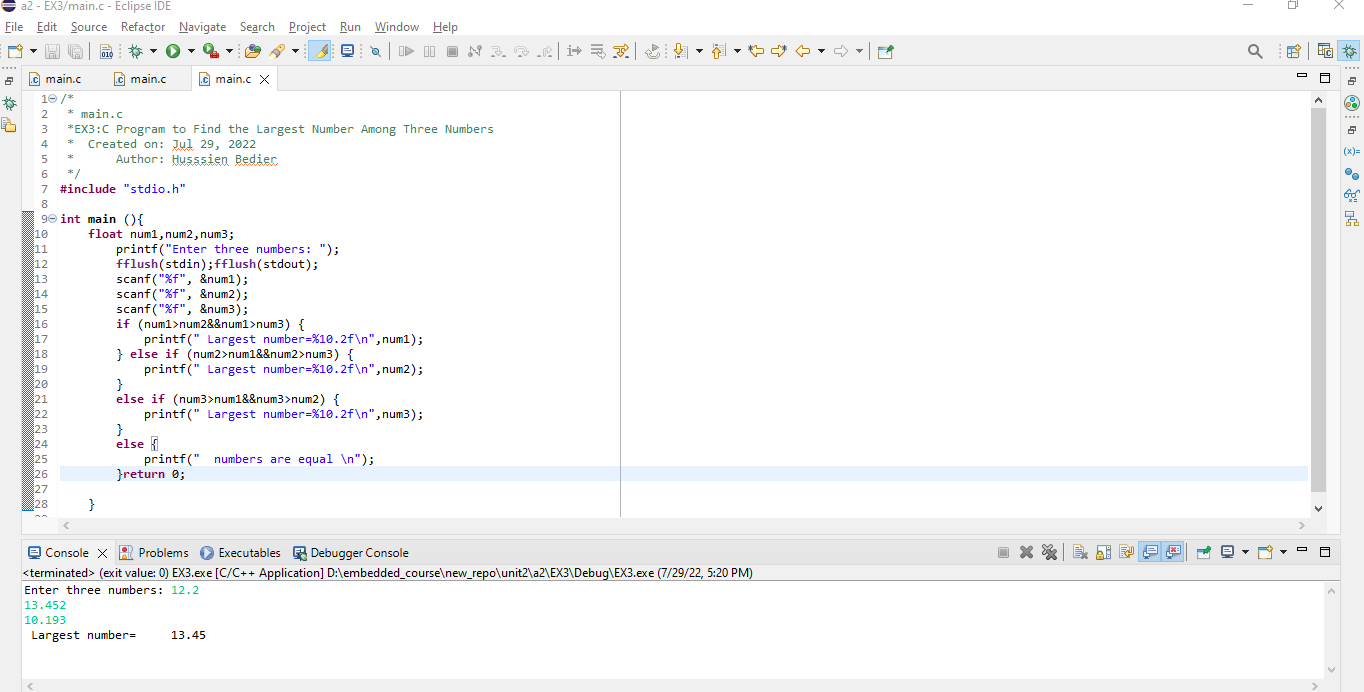 a2 - EX3/main.c - Eclipse IDE
File Edit Source Refactor Navigate Search Project Run Window Help
main.c main.c main.c
1 /*
2  * main.c
3  *EX3:C Program to Find the Largest Number Among Three Numbers
4  *  Created on: Jul 29, 2022
5  *      Author: Husssien Bedier
6  */
7 #include "stdio.h"
8
9 int main (){
10     float num1,num2,num3;
11         printf("Enter three numbers: ");
12         fflush(stdin);fflush(stdout);
13         scanf("%f", &num1);
14         scanf("%f", &num2);
15         scanf("%f", &num3);
16         if (num1>num2&&num1>num3) {
17             printf(" Largest number=%10.2f\n",num1);
18         } else if (num2>num1&&num2>num3) {
19             printf(" Largest number=%10.2f\n",num2);
20         }
21         else if (num3>num1&&num3>num2) {
22             printf(" Largest number=%10.2f\n",num3);
23         }
24         else {
25             printf("  numbers are equal \n");
26         }return 0;
27
28     }
Console Problems Executables Debugger Console
<terminated> (exit value: 0) EX3.exe [C/C++ Application] D:\embedded_course\new_repo\unit2\a2\EX3\Debug\EX3.exe (7/29/22, 5:20 PM)
Enter three numbers: 12.2
13.452
10.193
 Largest number=     13.45